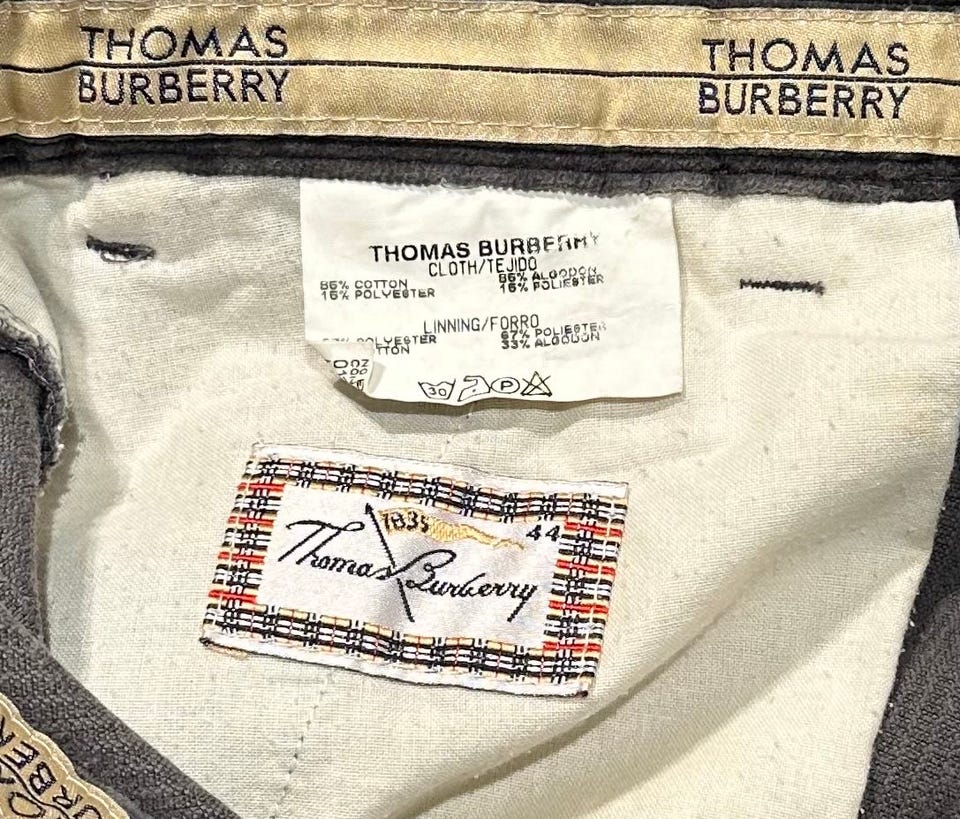 THOMAS
BURBERRY
THOMAS
BURBERRY
THOMAS BURBERRY
CLOTH/TEJIDO
85% COTTON 85% ALGODON
15% POLYESTER 15% POLIESTER
LINNING/FORRO
POLYESTER 67% POLIESTER
33% ALGODON
30 P
1835 44
Thomas Burberry